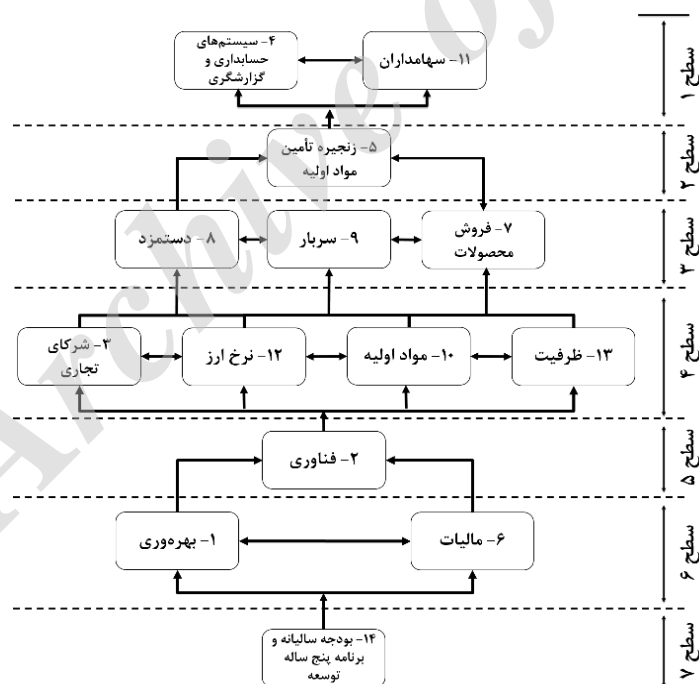 سطح ۱
۱۱- سهامداران
۴- سیستم‌های
حسابداری و
گزارشگری
سطح ۲
۵- زنجیره تأمین
مواد اولیه
سطح ۳
۷- فروش
محصولات
۹- سربار
۸- دستمزد
سطح ۴
۱۳- ظرفیت
۱۰- مواد اولیه
۱۲- نرخ ارز
۳- شرکای
تجاری
سطح ۵
۲- فناوری
سطح ۶
۶- مالیات
۱- بهره‌وری
سطح ۷
۱۴- بودجه سالیانه و
برنامه پنج ساله
توسعه
Archive of